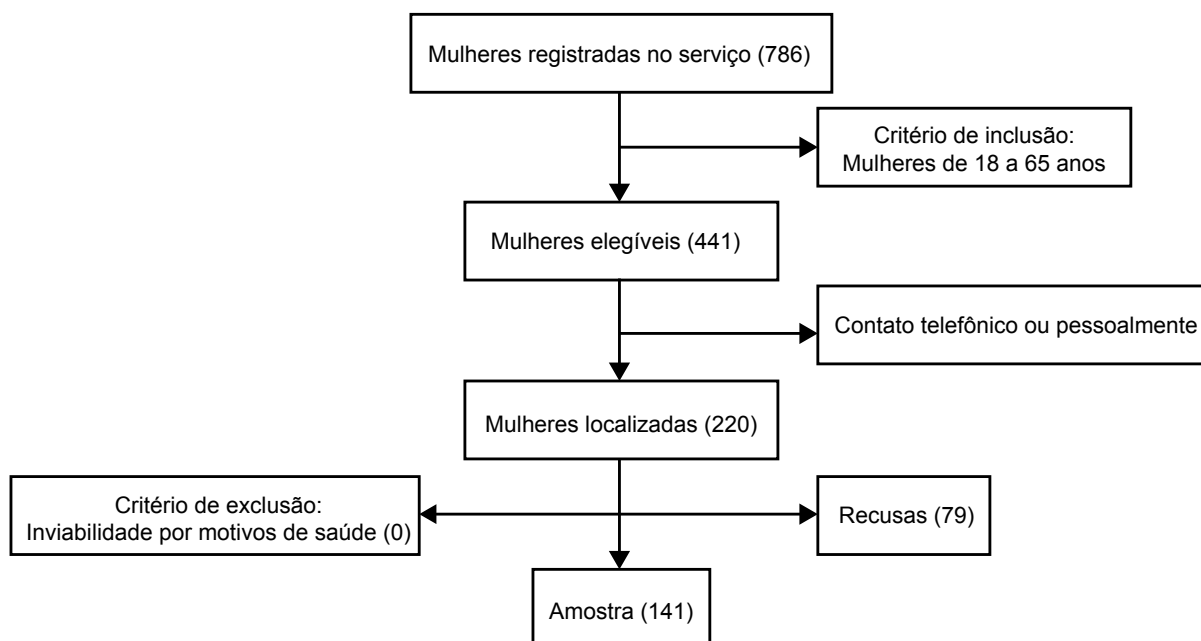 Mulheres registradas no serviço (786)
Critério de inclusão:
Mulheres de 18 a 65 anos
Mulheres elegíveis (441)
Contato telefônico ou pessoalmente
Mulheres localizadas (220)
Critério de exclusão:
Inviabilidade por motivos de saúde (0)
Recusas (79)
Amostra (141)